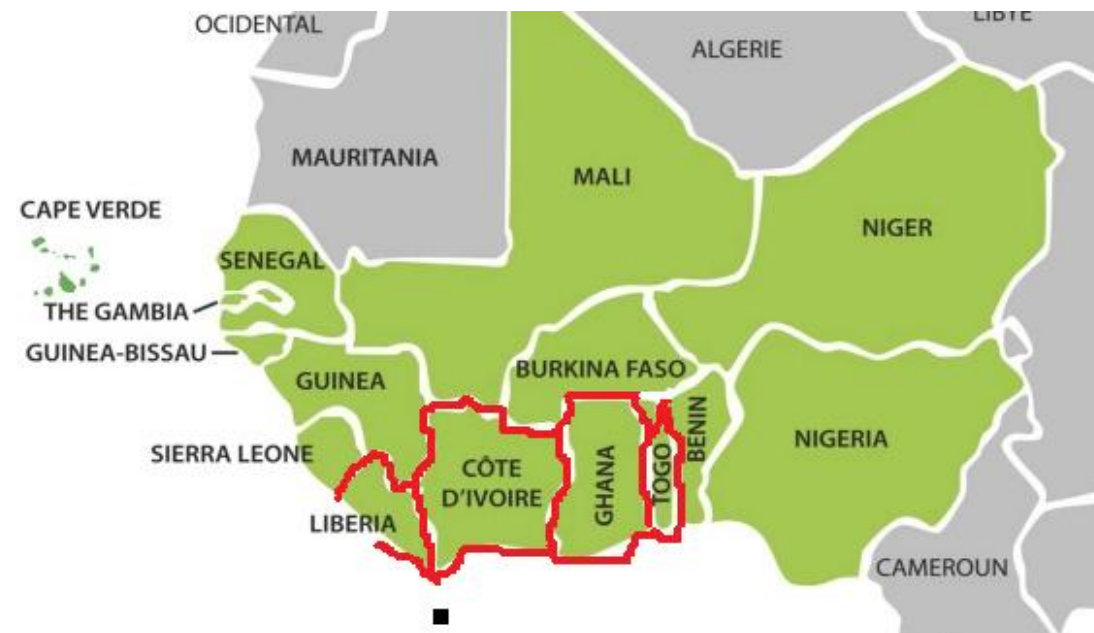 OCIDENTAL
LIBYE
ALGERIE
MAURITANIA
MALI
CAPE VERDE
NIGER
SENEGAL
THE GAMBIA
GUINEA-BISSAU
BURKINA FASO
GUINEA
BENIN
NIGERIA
SIERRA LEONE
CÔTE
D'IVOIRE
GHANA
TOGO
LIBERIA
CAMEROUN